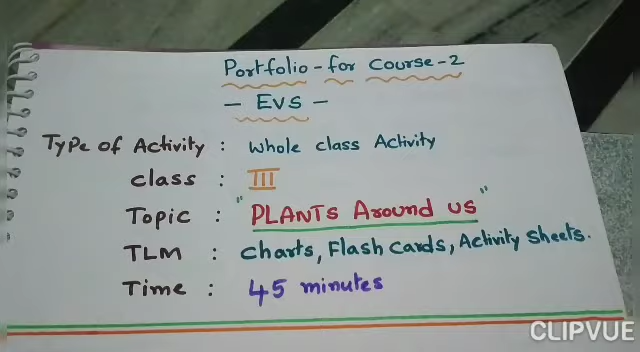 Portfolio - for Course - 2
- EVS -
Type of Activity : Whole class Activity
class : III
Topic : "PLANTS Around us"
TLM : Charts, Flash Cards, Activity Sheets.
Time : 45 minutes
CLIPVUE